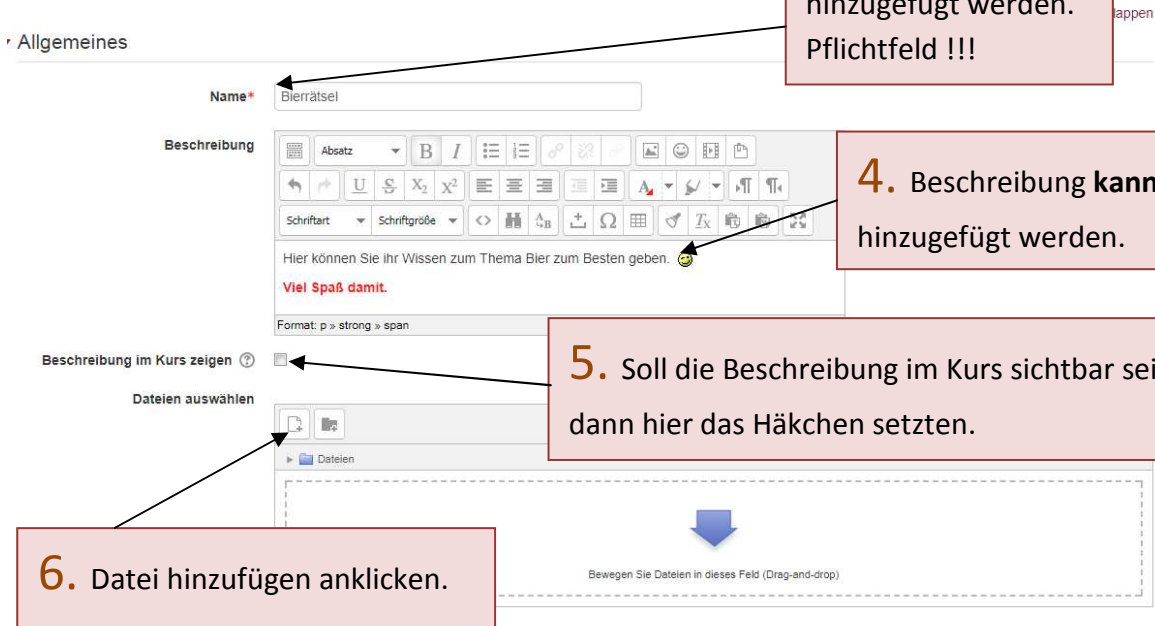 hinzugefügt werden.
Pflichtfeld !!!
Allgemeines
Name*
Bierrätsel
Beschreibung
Absatz
B I
U S X₂ X²
Schriftart
Schriftgröße
4. Beschreibung kann
hinzugefügt werden.
Hier können Sie ihr Wissen zum Thema Bier zum Besten geben.
Viel Spaß damit.
Format: p » strong » span
Beschreibung im Kurs zeigen
5. Soll die Beschreibung im Kurs sichtbar sei
dann hier das Häkchen setzten.
Dateien auswählen
Dateien
6. Datei hinzufügen anklicken.
Bewegen Sie Dateien in dieses Feld (Drag-and-drop)